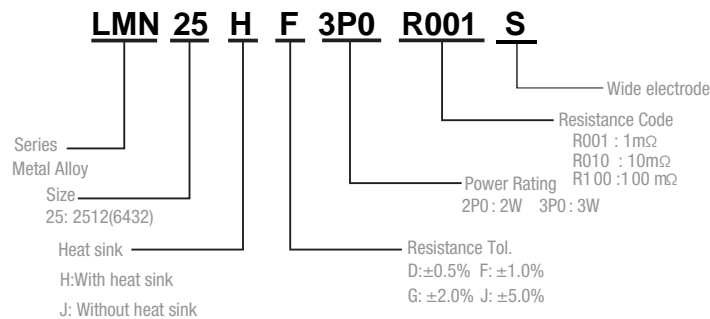 LMN 25 H F 3P0 R001 S
Wide electrode
Resistance Code
R001 : 1mΩ
R010 : 10mΩ
R100 :100 mΩ
Series
Metal Alloy
Power Rating
2P0 : 2W 3P0 : 3W
Size
25: 2512(6432)
Heat sink
H:With heat sink
J: Without heat sink
Resistance Tol.
D:±0.5% F: ±1.0%
G: ±2.0% J: ±5.0%